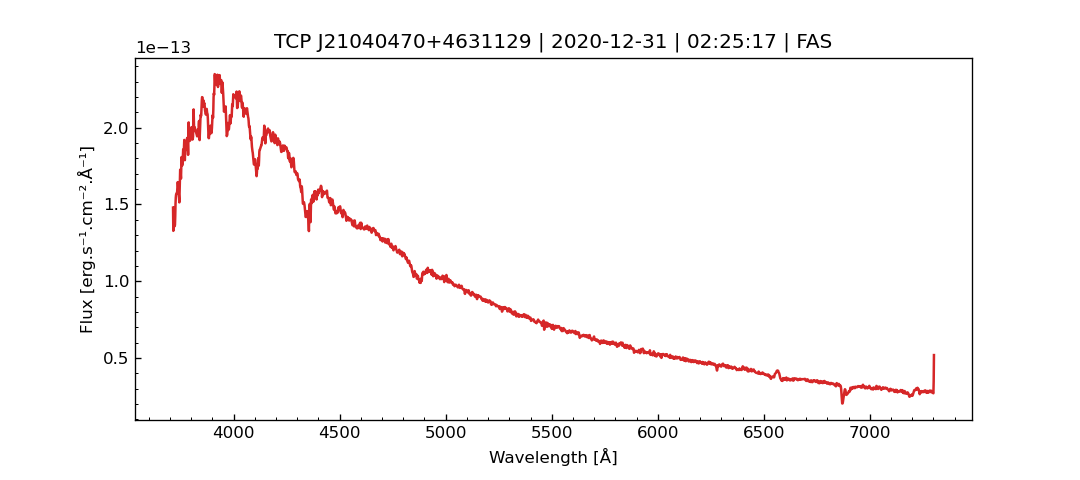 TCP J21040470+4631129 | 2020-12-31 | 02:25:17 | FAS
1e−13
2.0
1.5
1.0
0.5
Flux [erg.s⁻¹.cm⁻².Å⁻¹]
4000 4500 5000 5500 6000 6500 7000
Wavelength [Å]